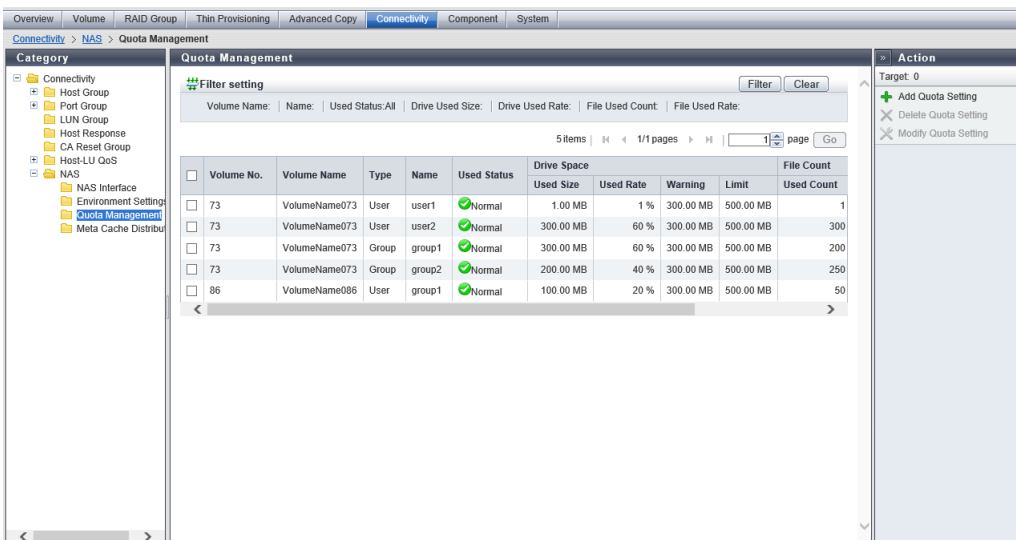 Overview Volume RAID Group Thin Provisioning Advanced Copy Connectivity Component System
Connectivity > NAS > Quota Management
Category
Connectivity
Host Group
Port Group
LUN Group
Host Response
CA Reset Group
Host-LU QoS
NAS
NAS Interface
Environment Settings
Quota Management
Meta Cache Distribut
Quota Management
Filter setting Filter Clear
Volume Name: | Name: | Used Status:All | Drive Used Size: | Drive Used Rate: | File Used Count: | File Used Rate:
5 items | 1/1 pages | 1 page Go
Volume No. Volume Name Type Name Used Status Drive Space File Count
Used Size Used Rate Warning Limit Used Count
73 VolumeName073 User user1 Normal 1.00 MB 1 % 300.00 MB 500.00 MB 1
73 VolumeName073 User user2 Normal 300.00 MB 60 % 300.00 MB 500.00 MB 300
73 VolumeName073 Group group1 Normal 300.00 MB 60 % 300.00 MB 500.00 MB 200
73 VolumeName073 Group group2 Normal 200.00 MB 40 % 300.00 MB 500.00 MB 250
86 VolumeName086 User group1 Normal 100.00 MB 20 % 300.00 MB 500.00 MB 50
» Action
Target: 0
Add Quota Setting
Delete Quota Setting
Modify Quota Setting